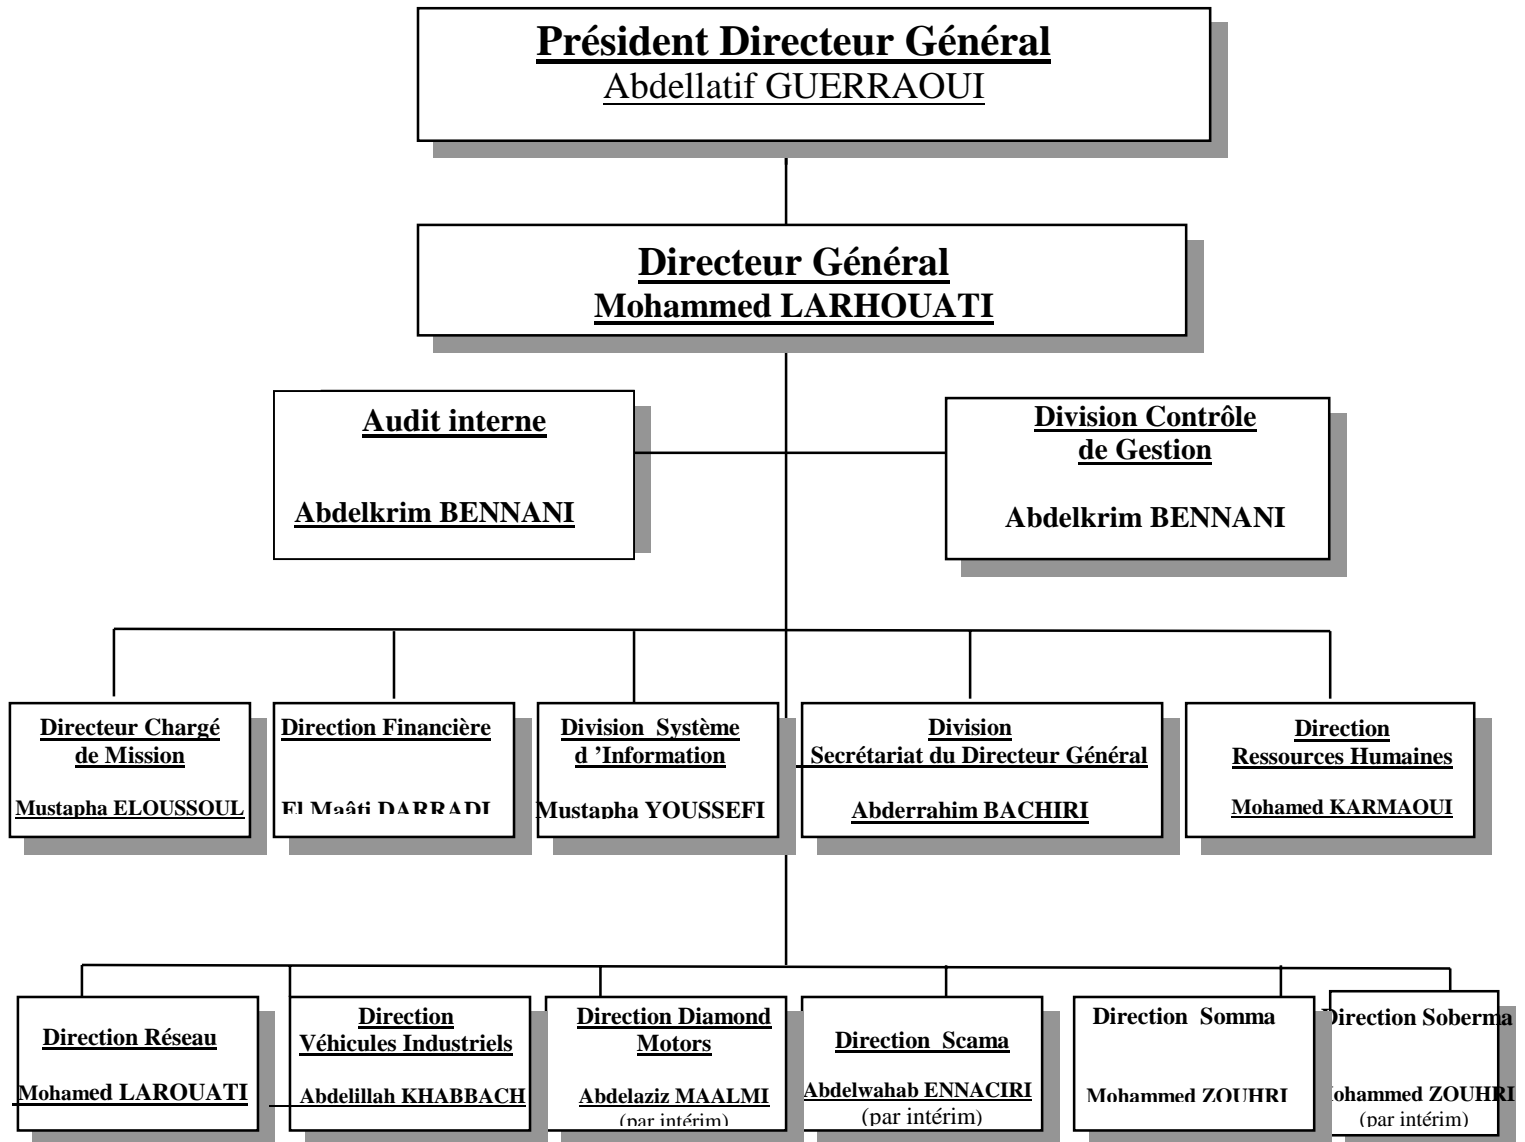 Président Directeur Général
Abdellatif GUERRAOUI
Directeur Général
Mohammed LARHOUATI
Audit interne
Abdelkrim BENNANI
Division Contrôle
de Gestion
Abdelkrim BENNANI
Directeur Chargé
de Mission
Mustapha ELOUSSOUL
Direction Financière
El Maâti DARRADI
Division Système
d ’Information
Mustapha YOUSSEFI
Division
Secrétariat du Directeur Général
Abderrahim BACHIRI
Direction
Ressources Humaines
Mohamed KARMAOUI
Direction Réseau
Mohamed LAROUATI
Direction
Véhicules Industriels
Abdelillah KHABBACH
Direction Diamond
Motors
Abdelaziz MAALMI
(par intérim)
Direction Scama
Abdelwahab ENNACIRI
(par intérim)
Direction Somma
Mohammed ZOUHRI
Direction Soberma
Mohammed ZOUHRI
(par intérim)